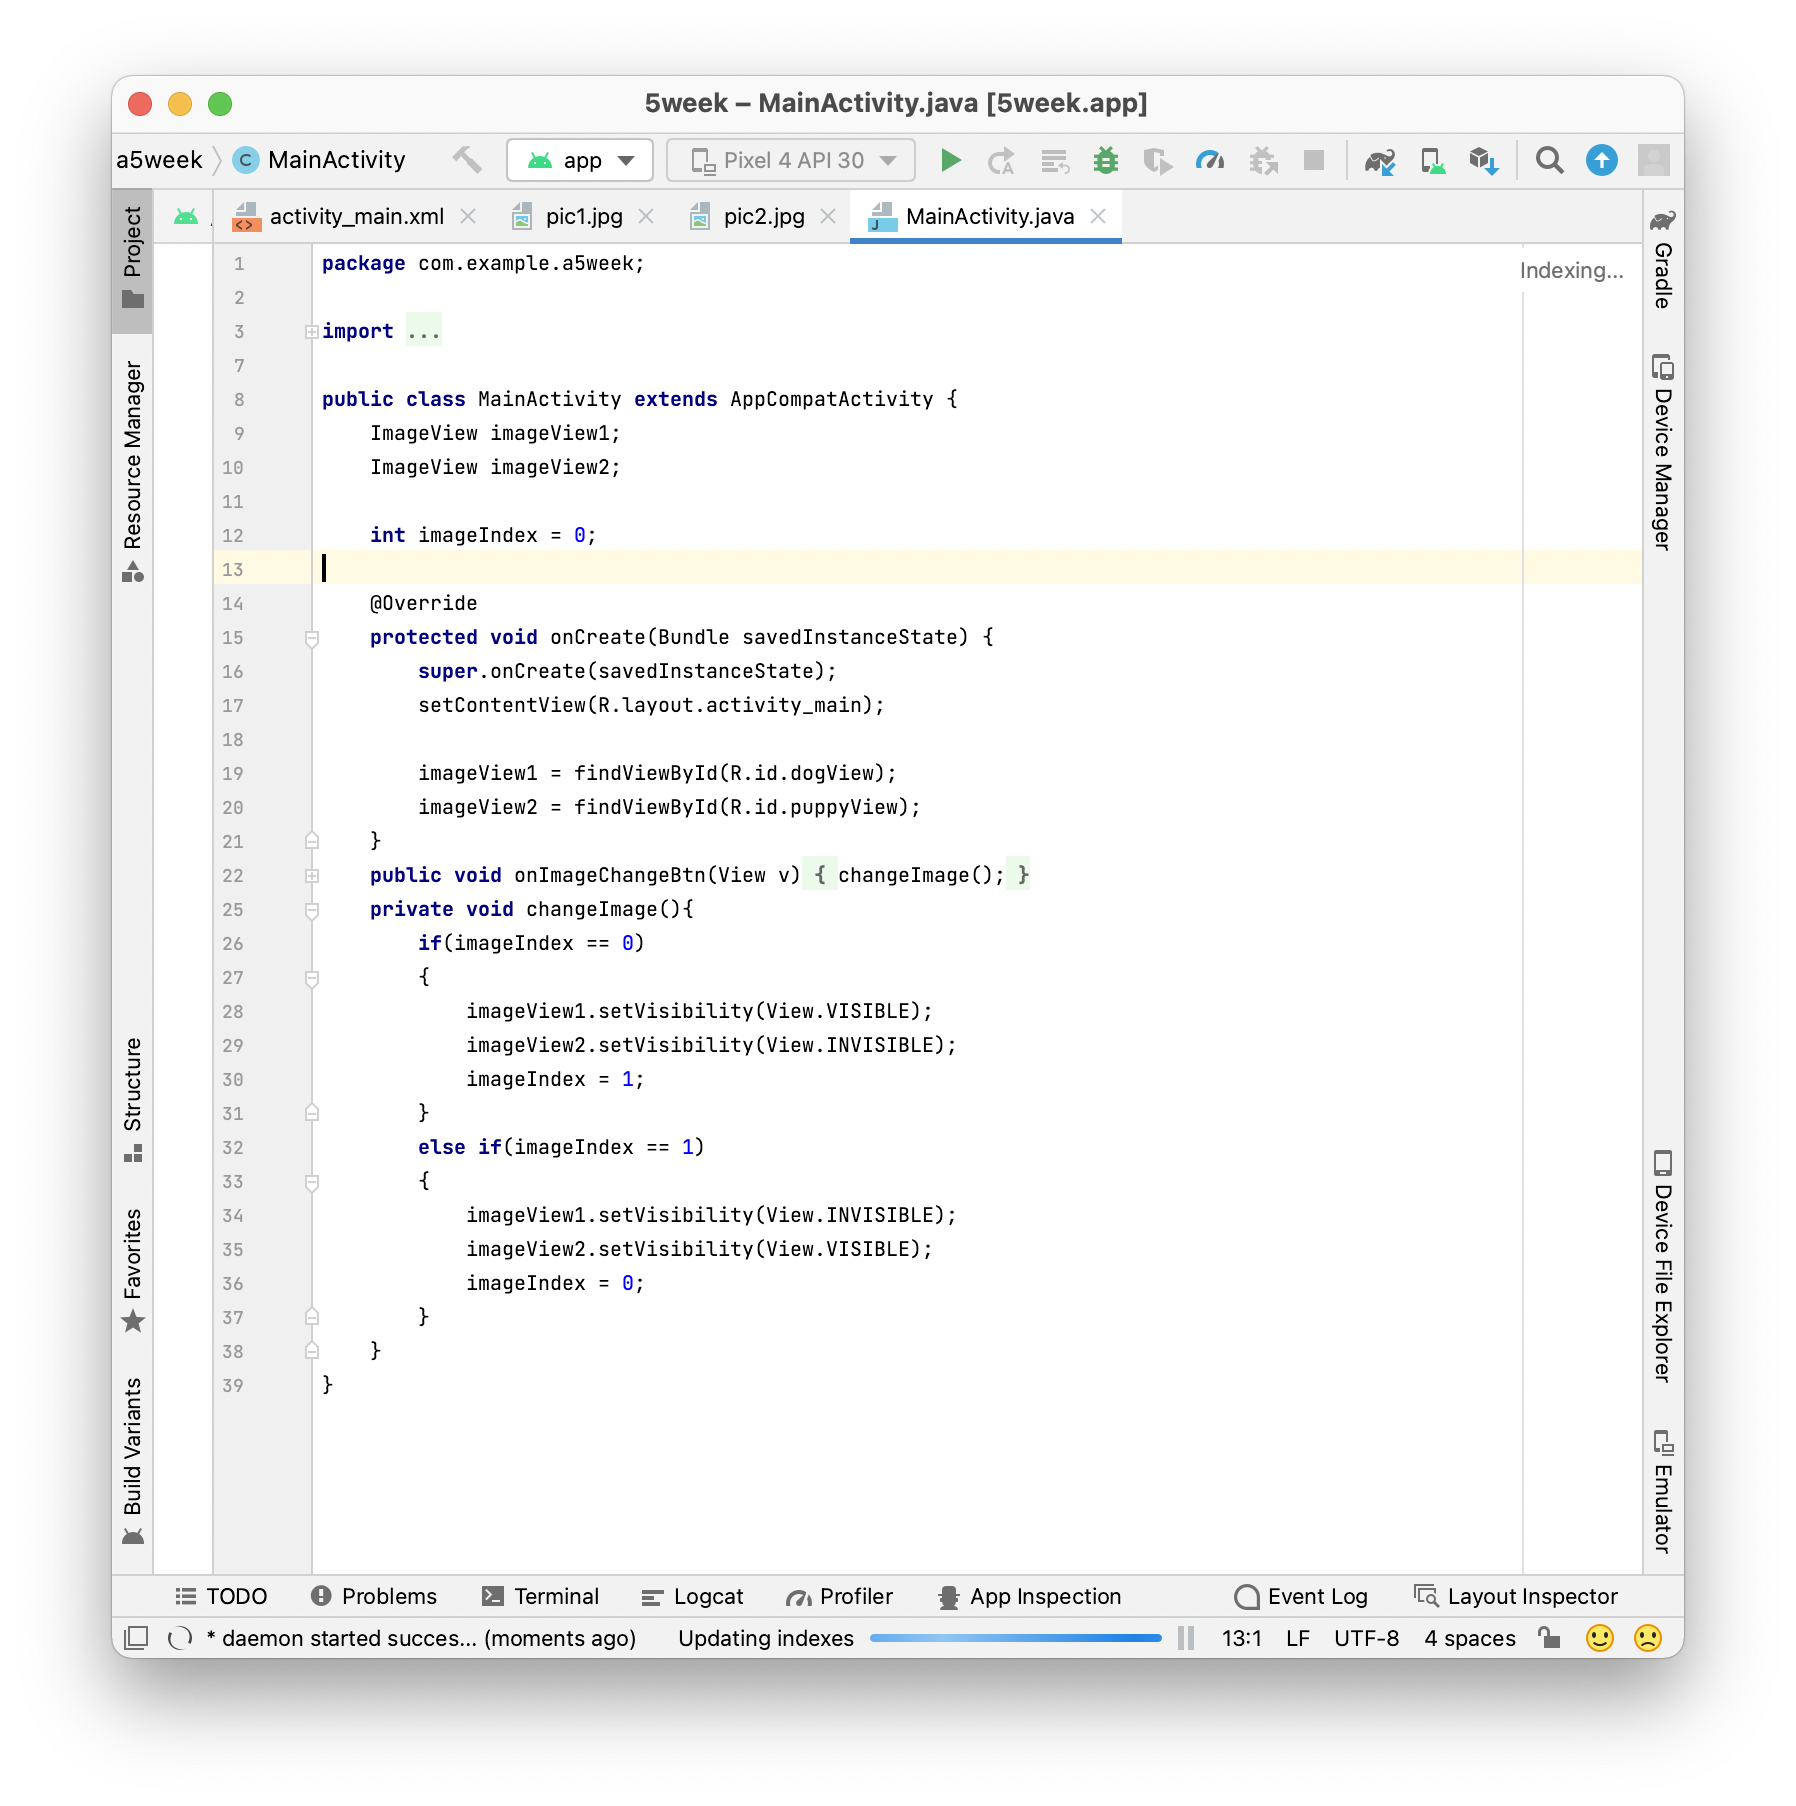 5week – MainActivity.java [5week.app]
a5week C MainActivity app Pixel 4 API 30
activity_main.xml pic1.jpg pic2.jpg MainActivity.java
Project
Resource Manager
Structure
Favorites
Build Variants
Indexing...
1 package com.example.a5week;
2
3 import ...
7
8 public class MainActivity extends AppCompatActivity {
9 ImageView imageView1;
10 ImageView imageView2;
11
12 int imageIndex = 0;
13
14 @Override
15 protected void onCreate(Bundle savedInstanceState) {
16 super.onCreate(savedInstanceState);
17 setContentView(R.layout.activity_main);
18
19 imageView1 = findViewById(R.id.dogView);
20 imageView2 = findViewById(R.id.puppyView);
21 }
22 public void onImageChangeBtn(View v) { changeImage(); }
25 private void changeImage(){
26 if(imageIndex == 0)
27 {
28 imageView1.setVisibility(View.VISIBLE);
29 imageView2.setVisibility(View.INVISIBLE);
30 imageIndex = 1;
31 }
32 else if(imageIndex == 1)
33 {
34 imageView1.setVisibility(View.INVISIBLE);
35 imageView2.setVisibility(View.VISIBLE);
36 imageIndex = 0;
37 }
38 }
39 }
Gradle
Device Manager
Device File Explorer
Emulator
TODO Problems Terminal Logcat Profiler App Inspection Event Log Layout Inspector
* daemon started succes... (moments ago) Updating indexes 13:1 LF UTF-8 4 spaces